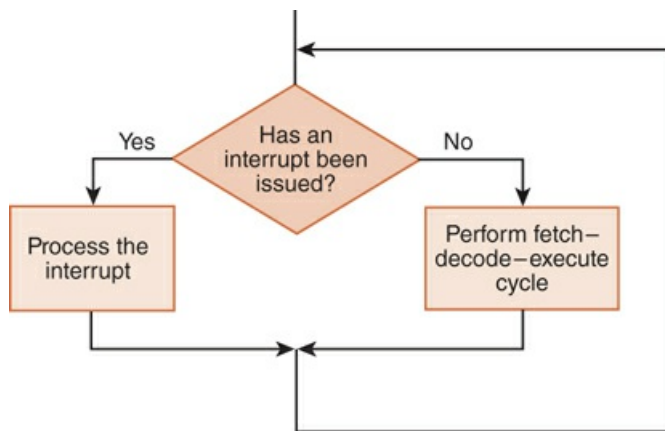 Has an
interrupt been
issued?
Yes
No
Process the
interrupt
Perform fetch–
decode–execute
cycle